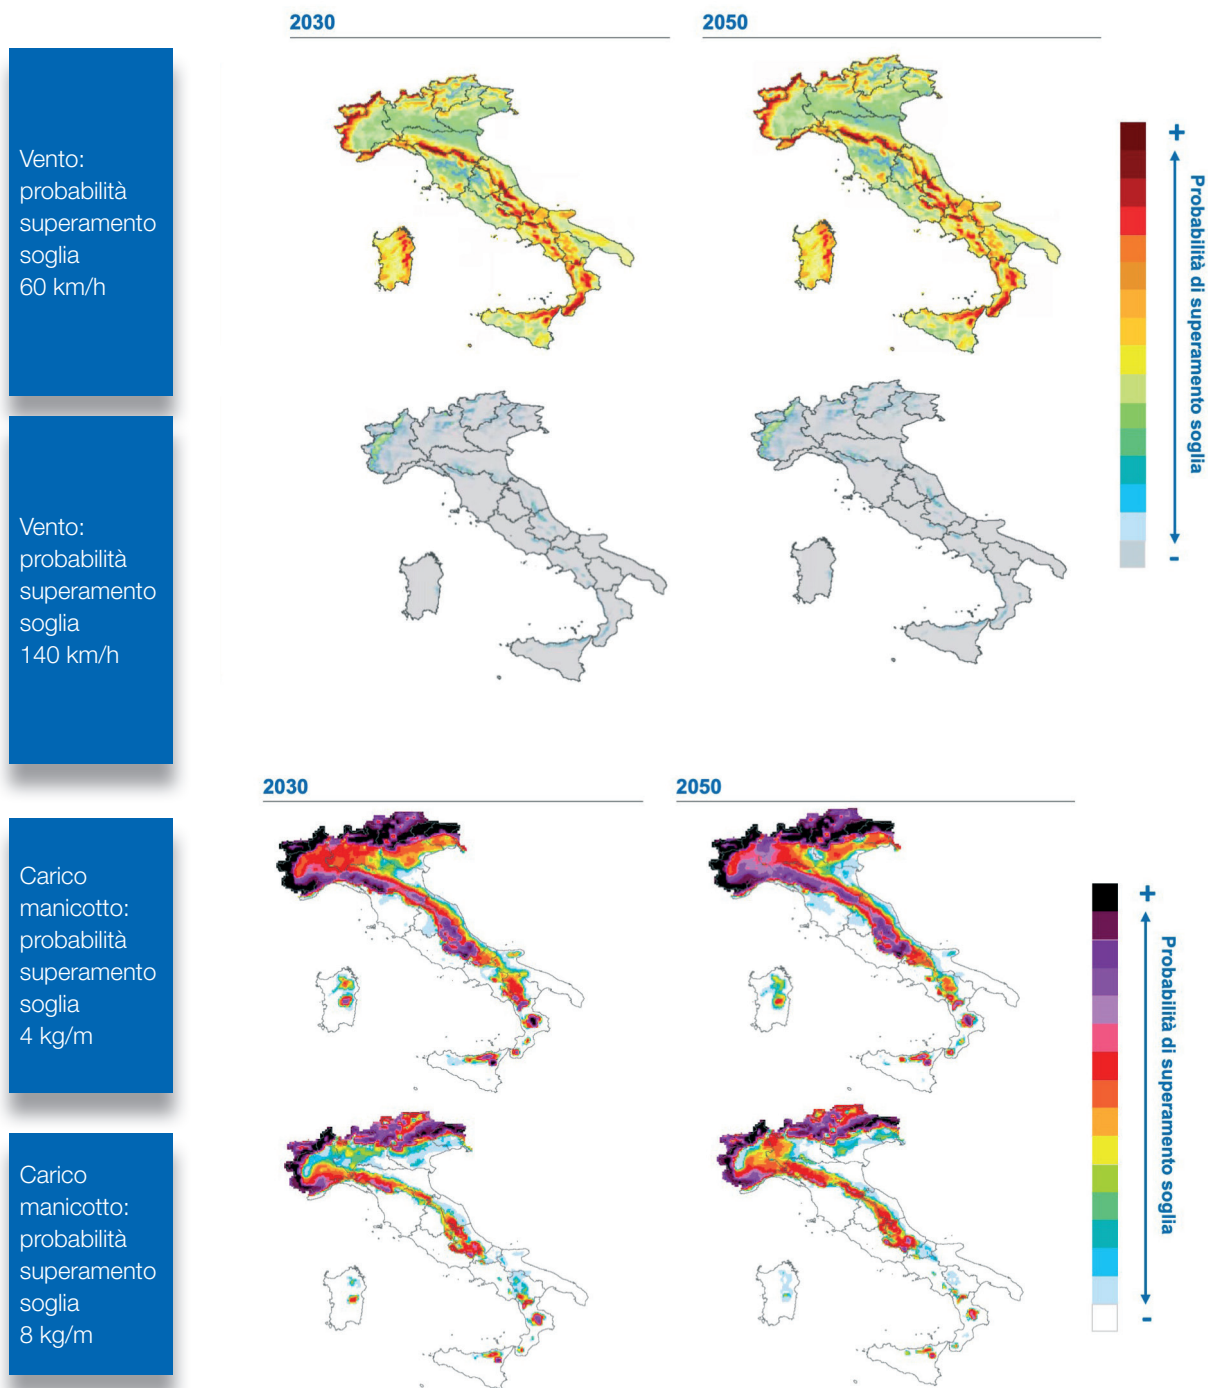 2030
2050
Vento:
probabilità
superamento
soglia
60 km/h
+
Probabilità di superamento soglia
-
Vento:
probabilità
superamento
soglia
140 km/h
2030
2050
Carico
manicotto:
probabilità
superamento
soglia
4 kg/m
+
Probabilità di superamento soglia
-
Carico
manicotto:
probabilità
superamento
soglia
8 kg/m